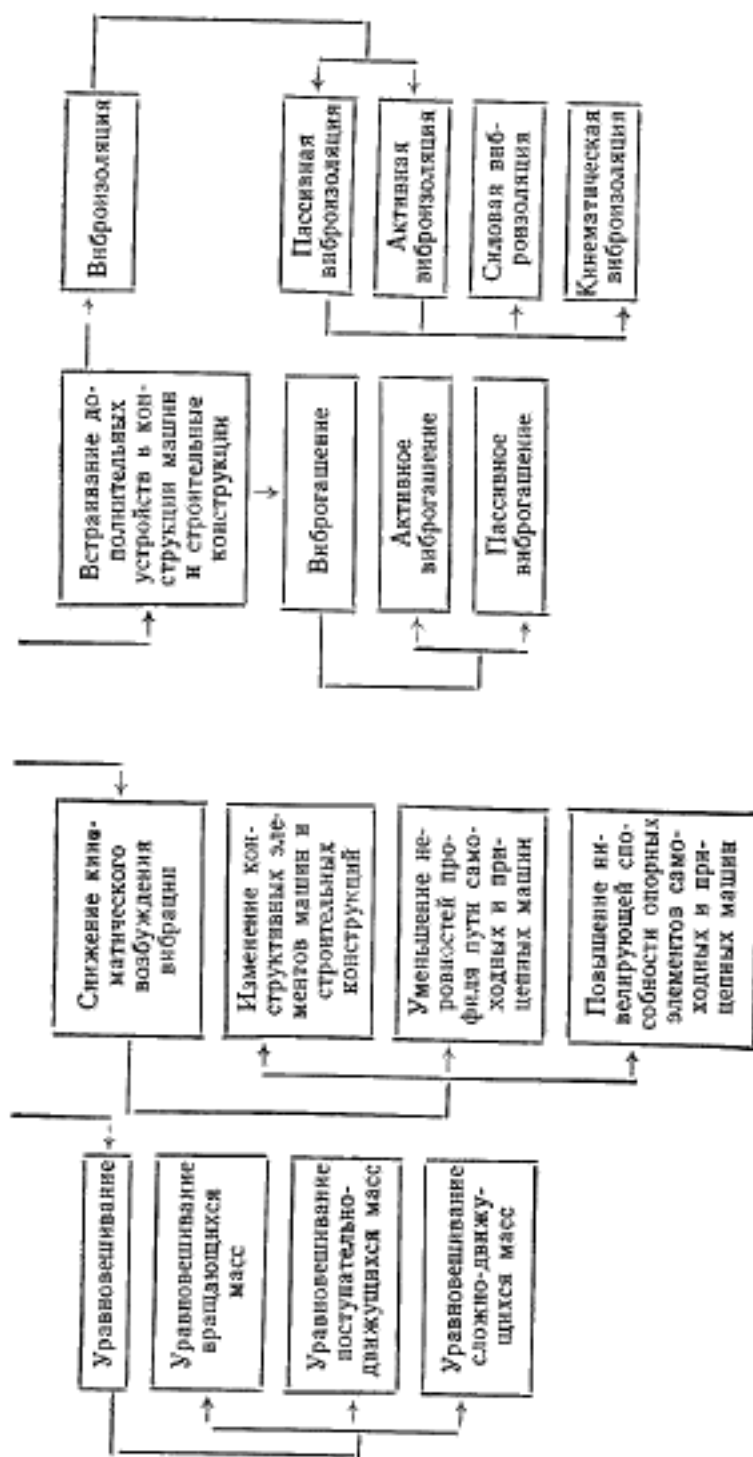 Уравновешивание
Уравновешивание
вращающихся
масс
Уравновешивание
поступательно-
движущихся масс
Уравновешивание
сложно-движу-
щихся масс
Снижение кине-
матического
возбуждения
вибрации
Изменение кон-
структивных эле-
ментов машин и
строительных
конструкций
Уменьшение не-
ровностей про-
филя пути само-
ходных и при-
цепных машин
Повышение ни-
велирующей спо-
собности опорных
элементов само-
ходных и при-
цепных машин
Встраивание до-
полнительных
устройств в кон-
струкции машин
и строительные
конструкции
Виброгашение
Активное
виброгашение
Пассивное
виброгашение
Виброизоляция
Пассивная
виброизоляция
Активная
виброизоляция
Силовая виб-
роизоляция
Кинематическая
виброизоляция